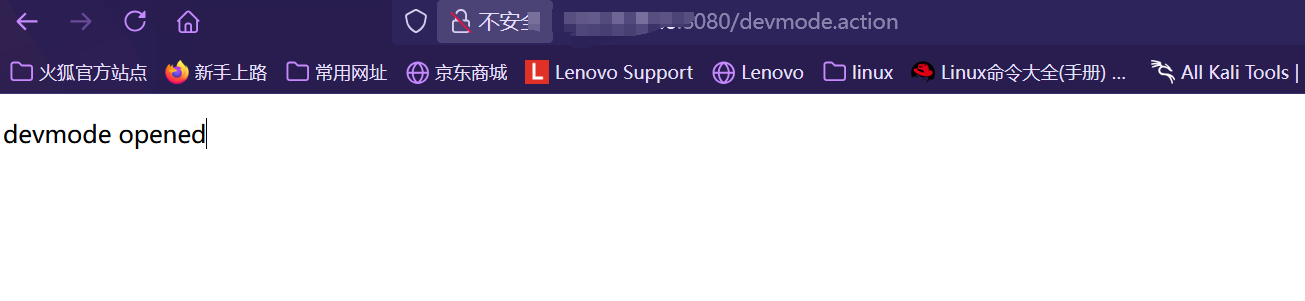 不安全 :8080/devmode.action
火狐官方站点 新手上路 常用网址 京东商城 Lenovo Support Lenovo linux Linux命令大全(手册) ... All Kali Tools |
devmode opened